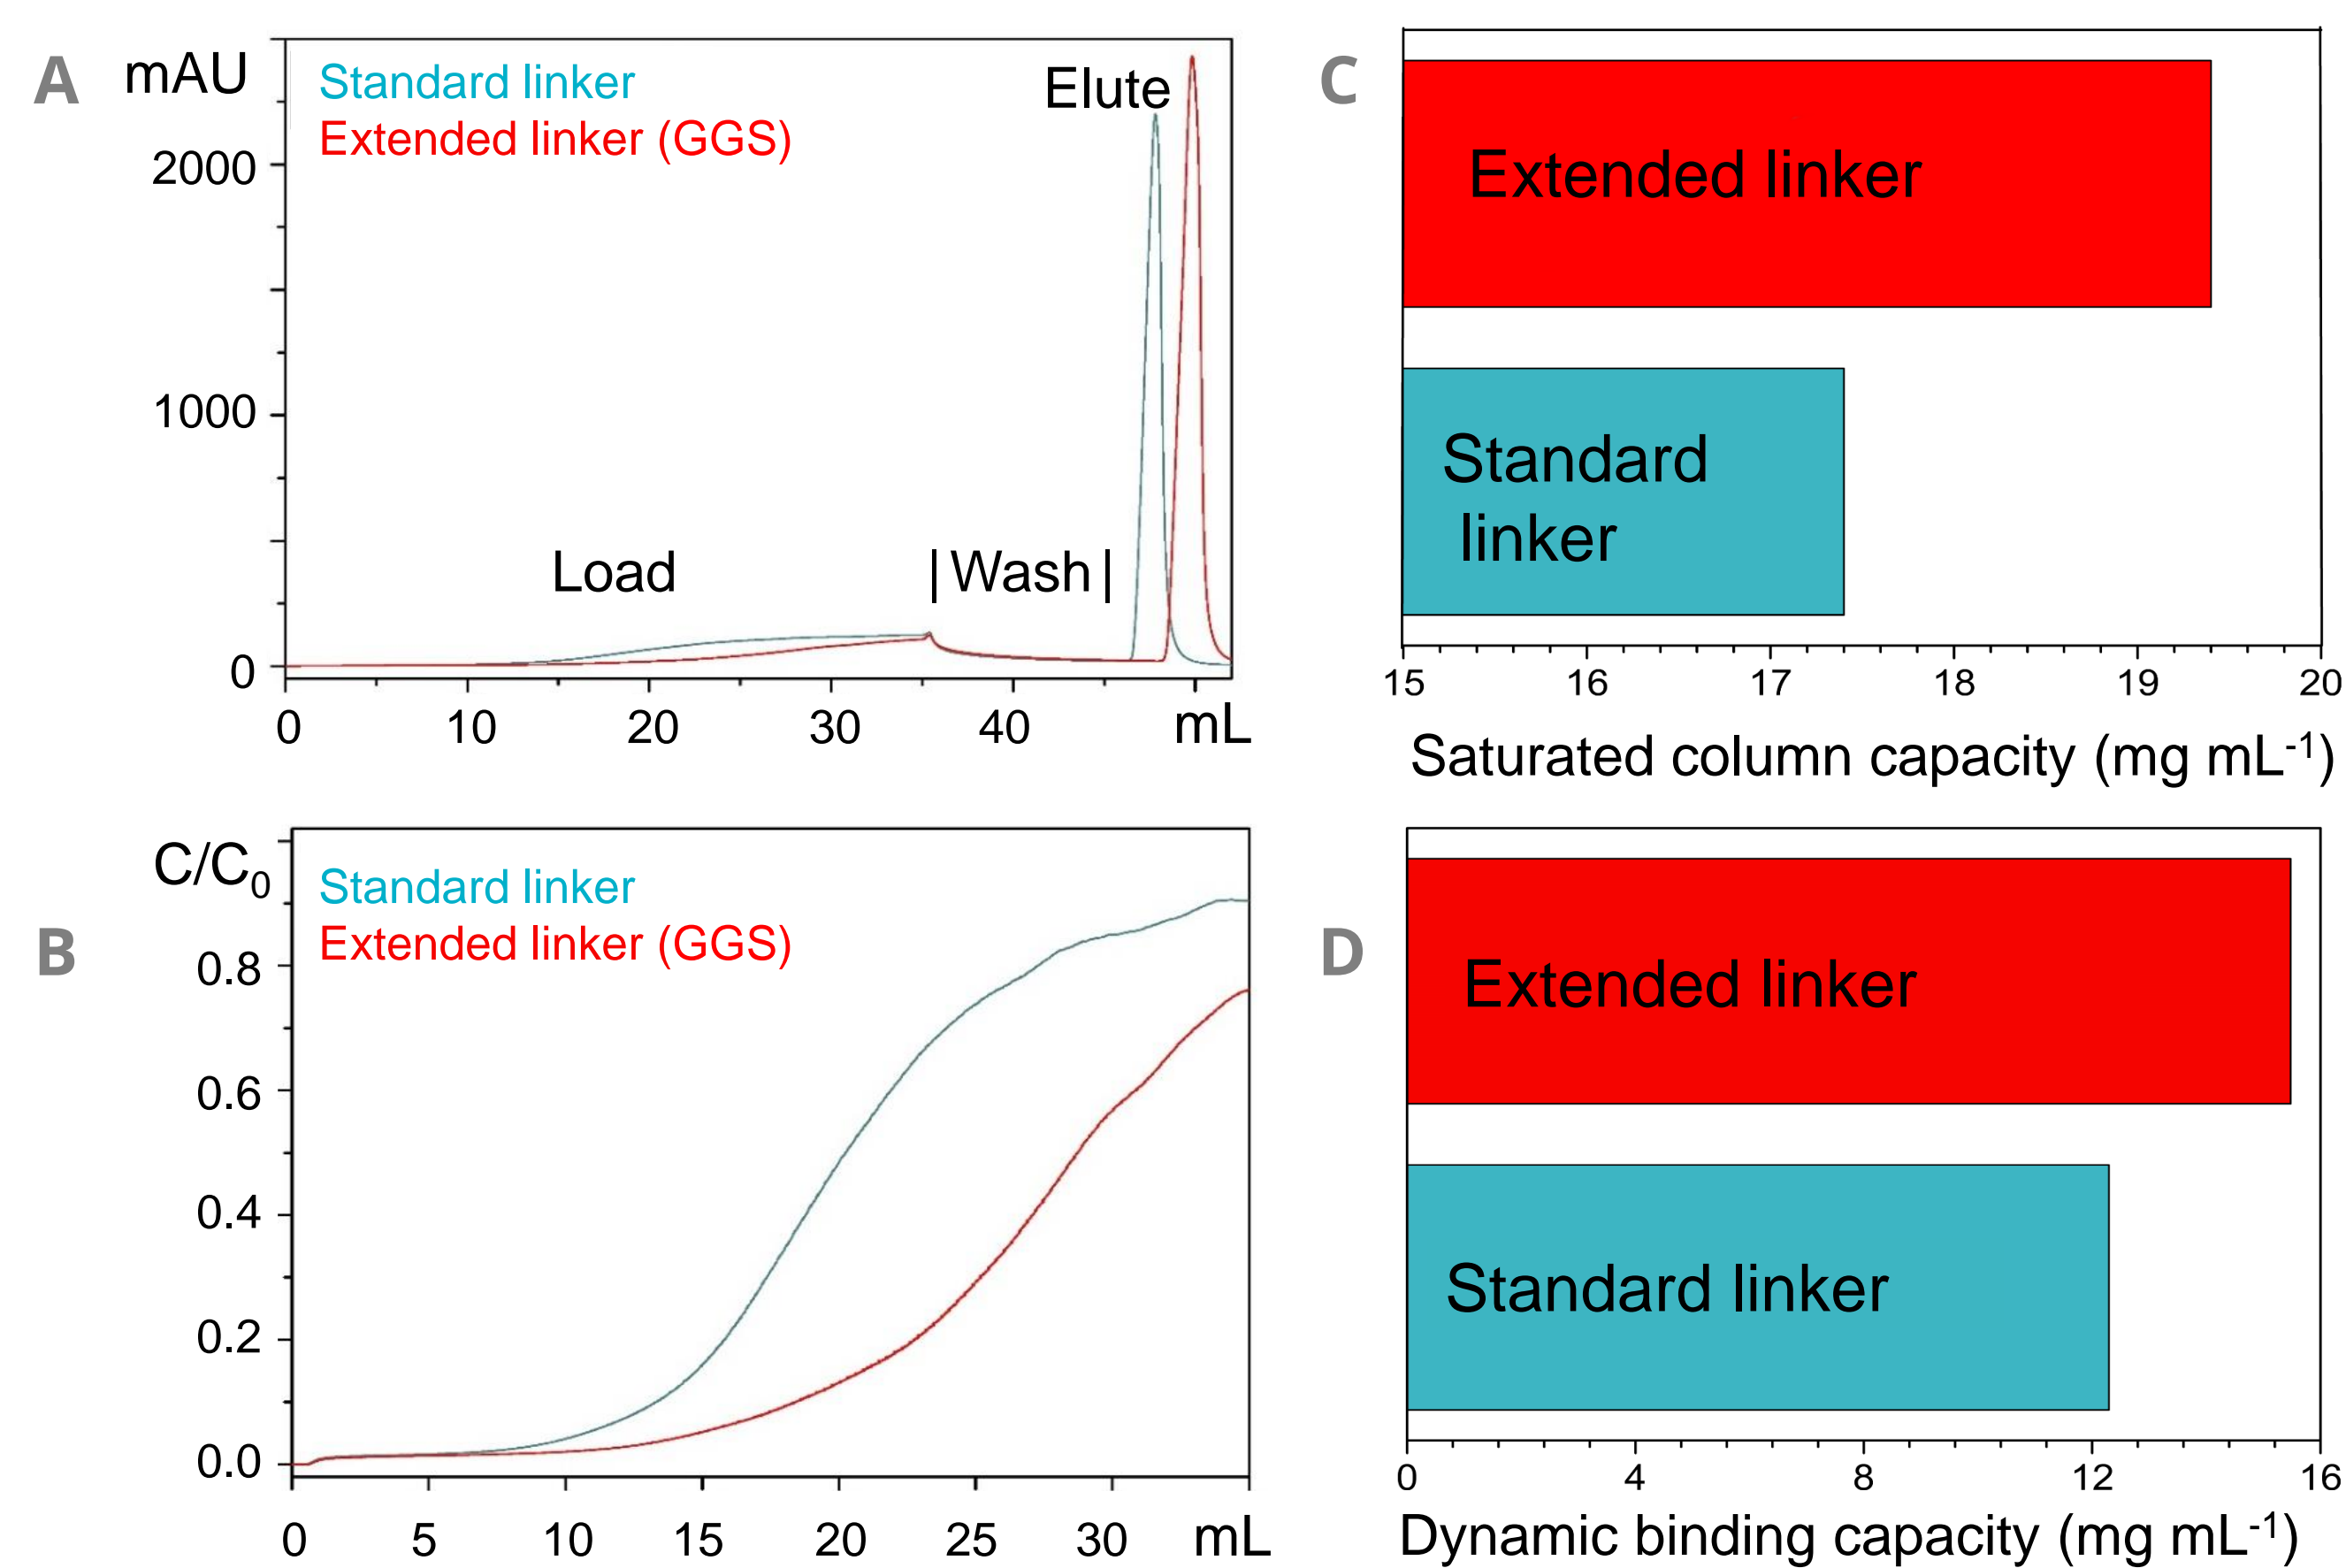 A
mAU
Standard linker
Extended linker (GGS)
Elute
2000
1000
0
Load
|Wash|
0 10 20 30 40 mL
B
C/C0
Standard linker
Extended linker (GGS)
0.8
0.6
0.4
0.2
0.0
0 5 10 15 20 25 30 mL
C
Extended linker
Standard
linker
15 16 17 18 19 20
Saturated column capacity (mg mL-1)
D
Extended linker
Standard linker
0 4 8 12 16
Dynamic binding capacity (mg mL-1)